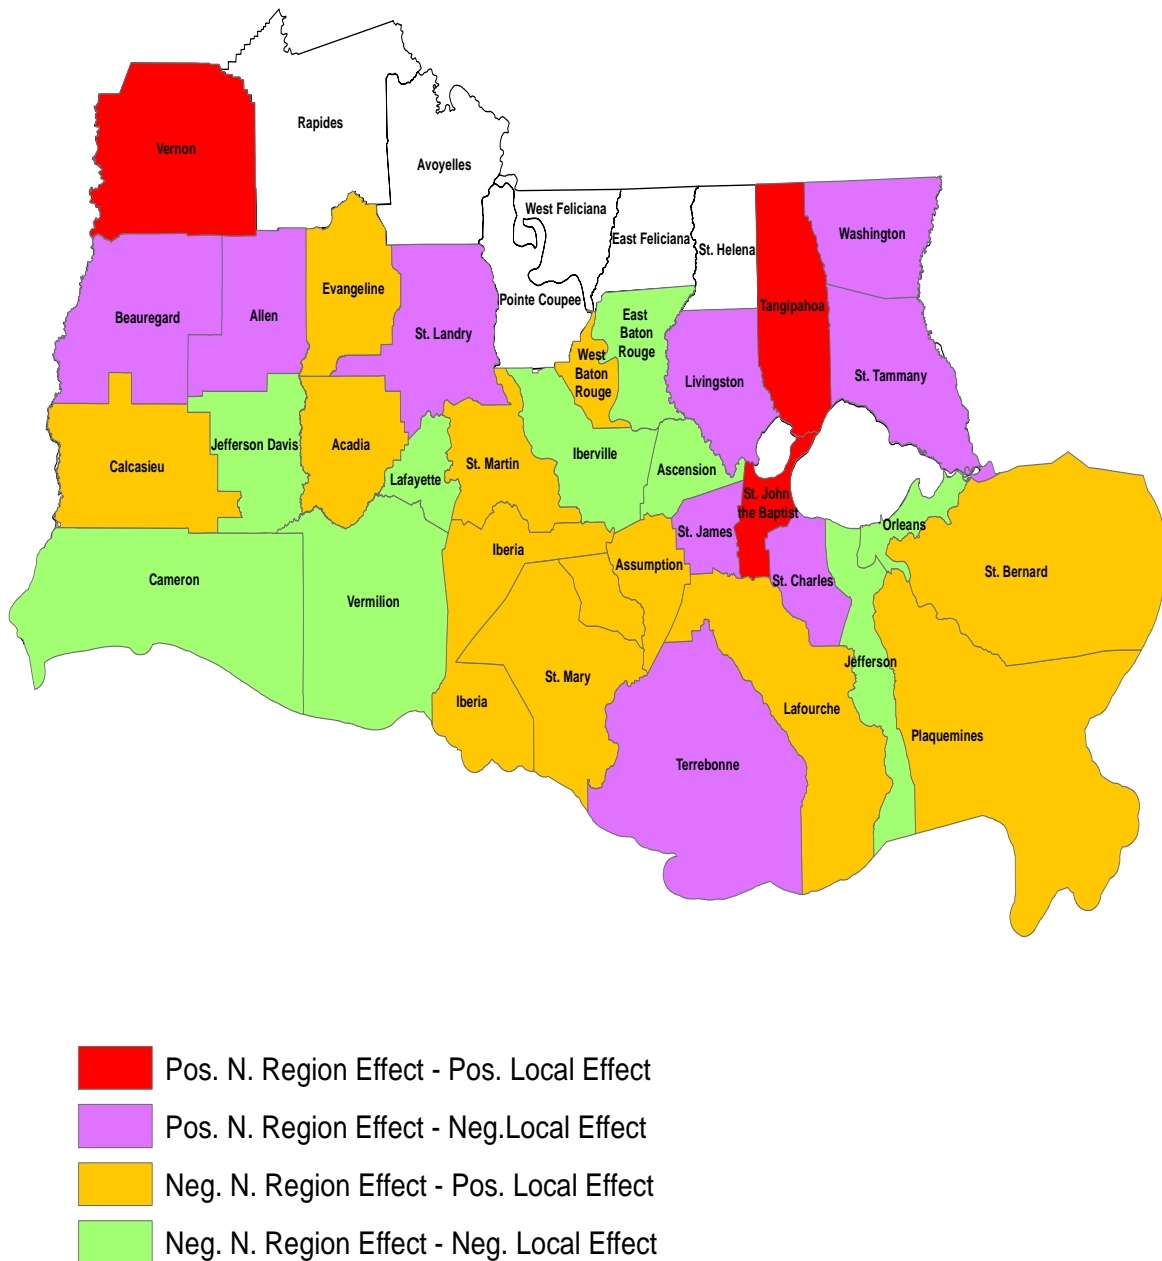 Rapides
Vernon
Avoyelles
West Feliciana
East Feliciana
St. Helena
Washington
Evangeline
Pointe Coupee
Tangipahoa
Beauregard
Allen
St. Landry
East
Baton
Rouge
West
Baton
Rouge
Livingston
St. Tammany
Jefferson Davis
Acadia
Calcasieu
St. Martin
Iberville
Ascension
Lafayette
St. John
the Baptist
Orleans
St. James
Iberia
Assumption
St. Bernard
Cameron
St. Charles
Vermilion
Jefferson
St. Mary
Iberia
Lafourche
Plaquemines
Terrebonne
Pos. N. Region Effect - Pos. Local Effect
Pos. N. Region Effect - Neg.Local Effect
Neg. N. Region Effect - Pos. Local Effect
Neg. N. Region Effect - Neg. Local Effect